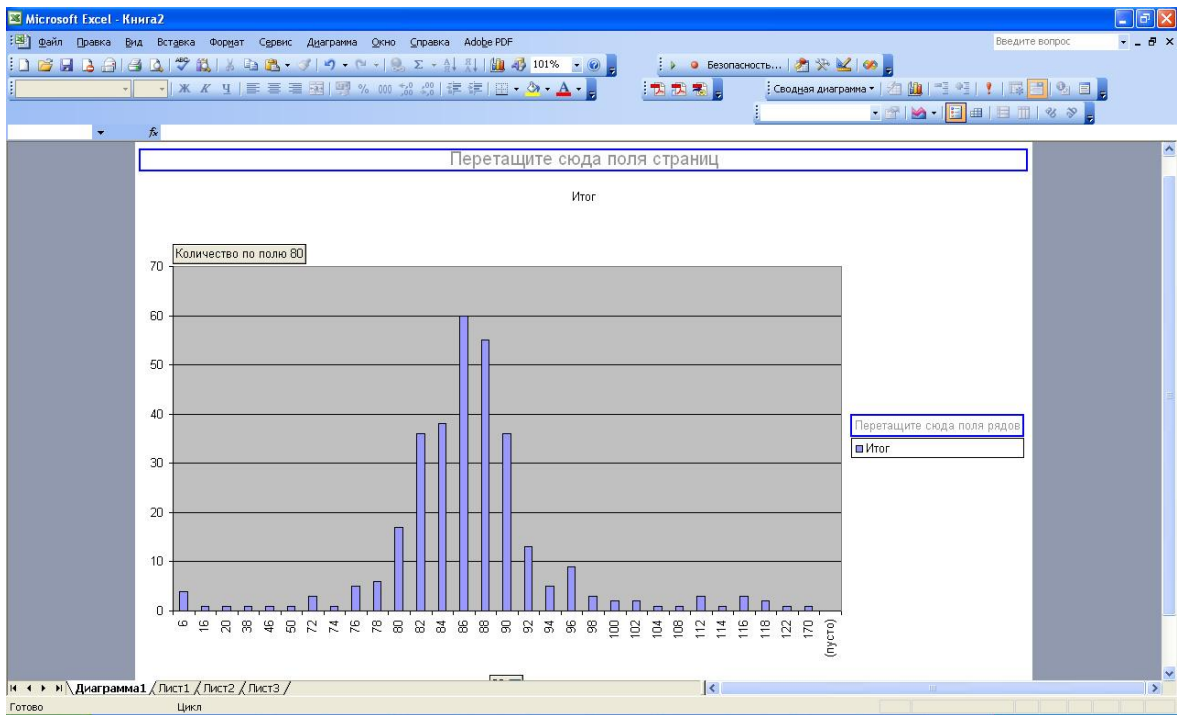 Microsoft Excel - Книга2
Файл Правка Вид Вставка Формат Сервис Диаграмма Окно Справка Adobe PDF Введите вопрос
101% Безопасность...
Ж К Ч Сводная диаграмма
fx
Перетащите сюда поля страниц
Итог
Количество по полю 80
70
60
50
40
30
20
10
0
Перетащите сюда поля рядов
Итог
6 16 20 38 46 50 72 74 76 78 80 82 84 86 88 90 92 94 96 98 100 102 104 108 112 114 116 118 122 170 (пусто)
Диаграмма1 Лист1 Лист2 Лист3
Готово Цикл